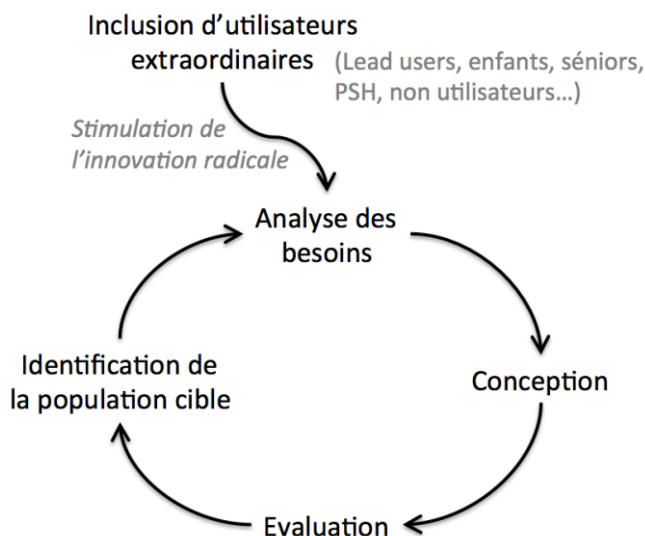 Inclusion d’utilisateurs
extraordinaires
(Lead users, enfants, séniors,
PSH, non utilisateurs…)
Stimulation de
l’innovation radicale
Analyse des
besoins
Identification de
la population cible
Conception
Evaluation